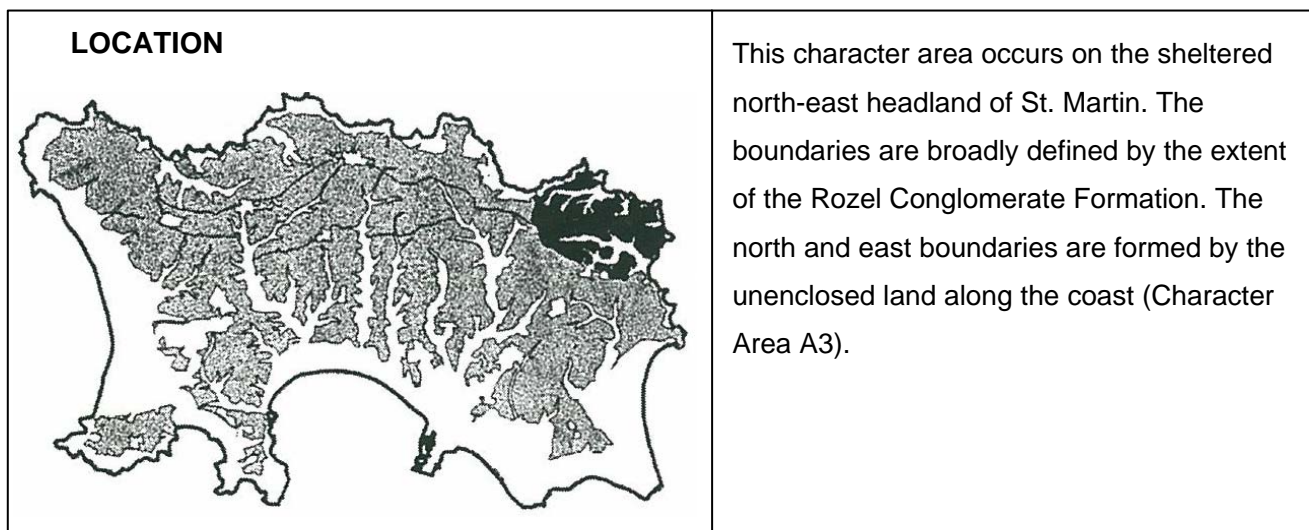 LOCATION
This character area occurs on the sheltered
north-east headland of St. Martin. The
boundaries are broadly defined by the extent
of the Rozel Conglomerate Formation. The
north and east boundaries are formed by the
unenclosed land along the coast (Character
Area A3).